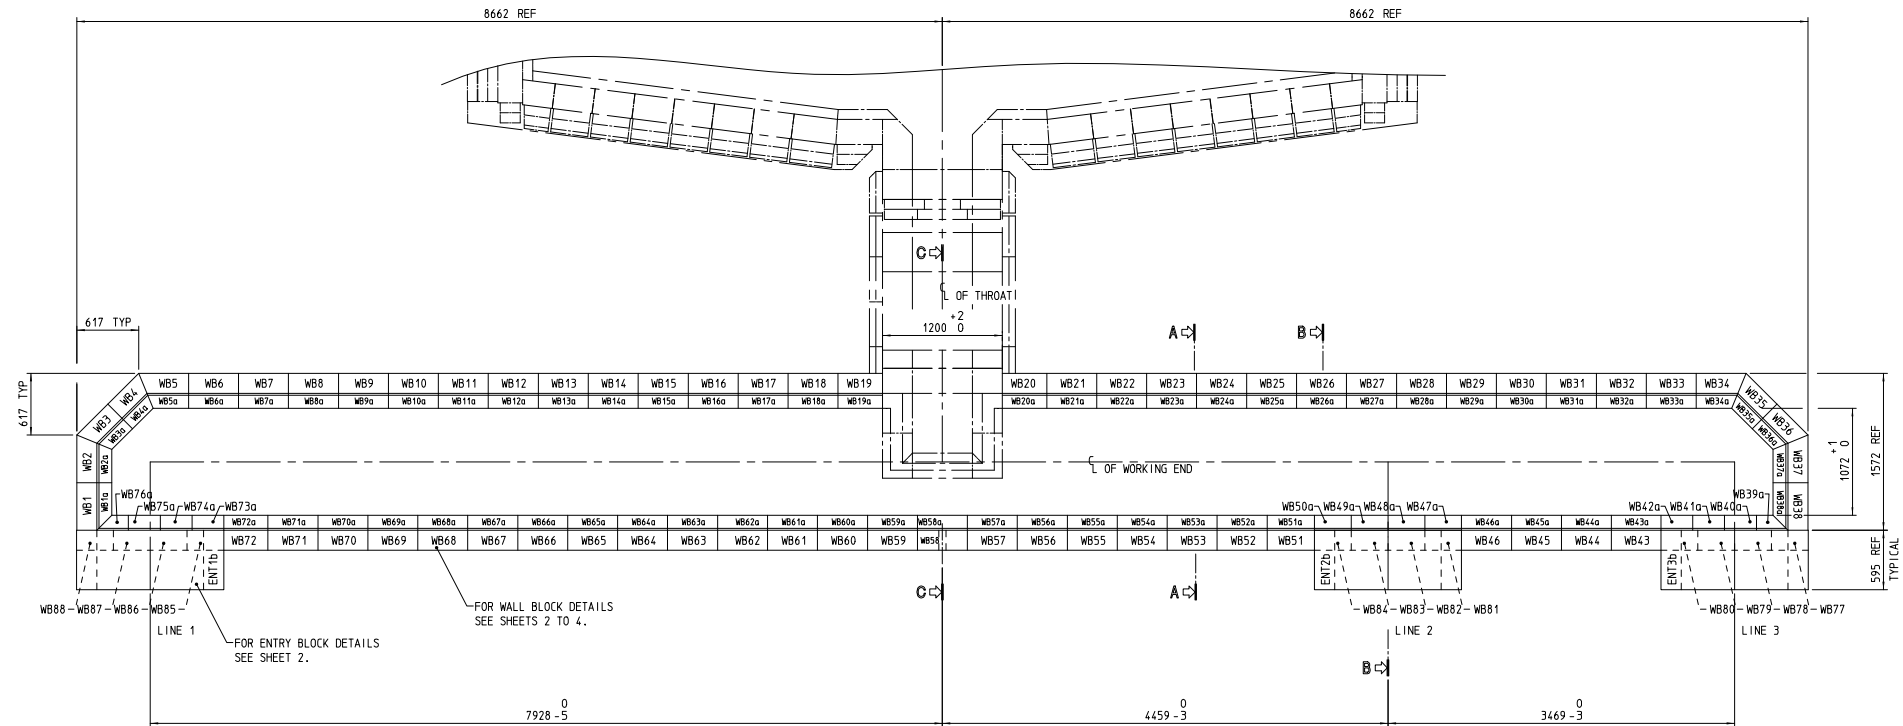 8662 REF
8662 REF
C
C
L OF THROAT
+2
1200 0
617 TYP
A
B
617 TYP
WB5 WB6 WB7 WB8 WB9 WB10 WB11 WB12 WB13 WB14 WB15 WB16 WB17 WB18 WB19
WB20 WB21 WB22 WB23 WB24 WB25 WB26 WB27 WB28 WB29 WB30 WB31 WB32 WB33 WB34
WB5a WB6a WB7a WB8a WB9a WB10a WB11a WB12a WB13a WB14a WB15a WB16a WB17a WB18a WB19a
WB20a WB21a WB22a WB23a WB24a WB25a WB26a WB27a WB28a WB29a WB30a WB31a WB32a WB33a WB34a
WB4
WB4a
WB3
WB3a
WB2
WB2a
WB1
WB1a
WB35
WB35a
WB36
WB36a
WB37
WB37a
WB38
WB38a
+1
1072 0
1572 REF
C
L OF WORKING END
WB76a
WB75a WB74a WB73a
WB50a WB49a WB48a WB47a
WB39a
WB42a WB41a WB40a
WB72a WB71a WB70a WB69a WB68a WB67a WB66a WB65a WB64a WB63a WB62a WB61a WB60a WB59a WB58a WB57a WB56a WB55a WB54a WB53a WB52a WB51a
WB46a WB45a WB44a WB43a
WB72 WB71 WB70 WB69 WB68 WB67 WB66 WB65 WB64 WB63 WB62 WB61 WB60 WB59 WB58 WB57 WB56 WB55 WB54 WB53 WB52 WB51
WB46 WB45 WB44 WB43
ENT1b
ENT2b
ENT3b
595 REF
TYPICAL
C
A
WB88 WB87 WB86 WB85
WB84 WB83 WB82 WB81
WB80 WB79 WB78 WB77
FOR WALL BLOCK DETAILS
SEE SHEETS 2 TO 4.
LINE 1
LINE 2
LINE 3
FOR ENTRY BLOCK DETAILS
SEE SHEET 2.
B
0
7928 -5
0
4459 -3
0
3469 -3